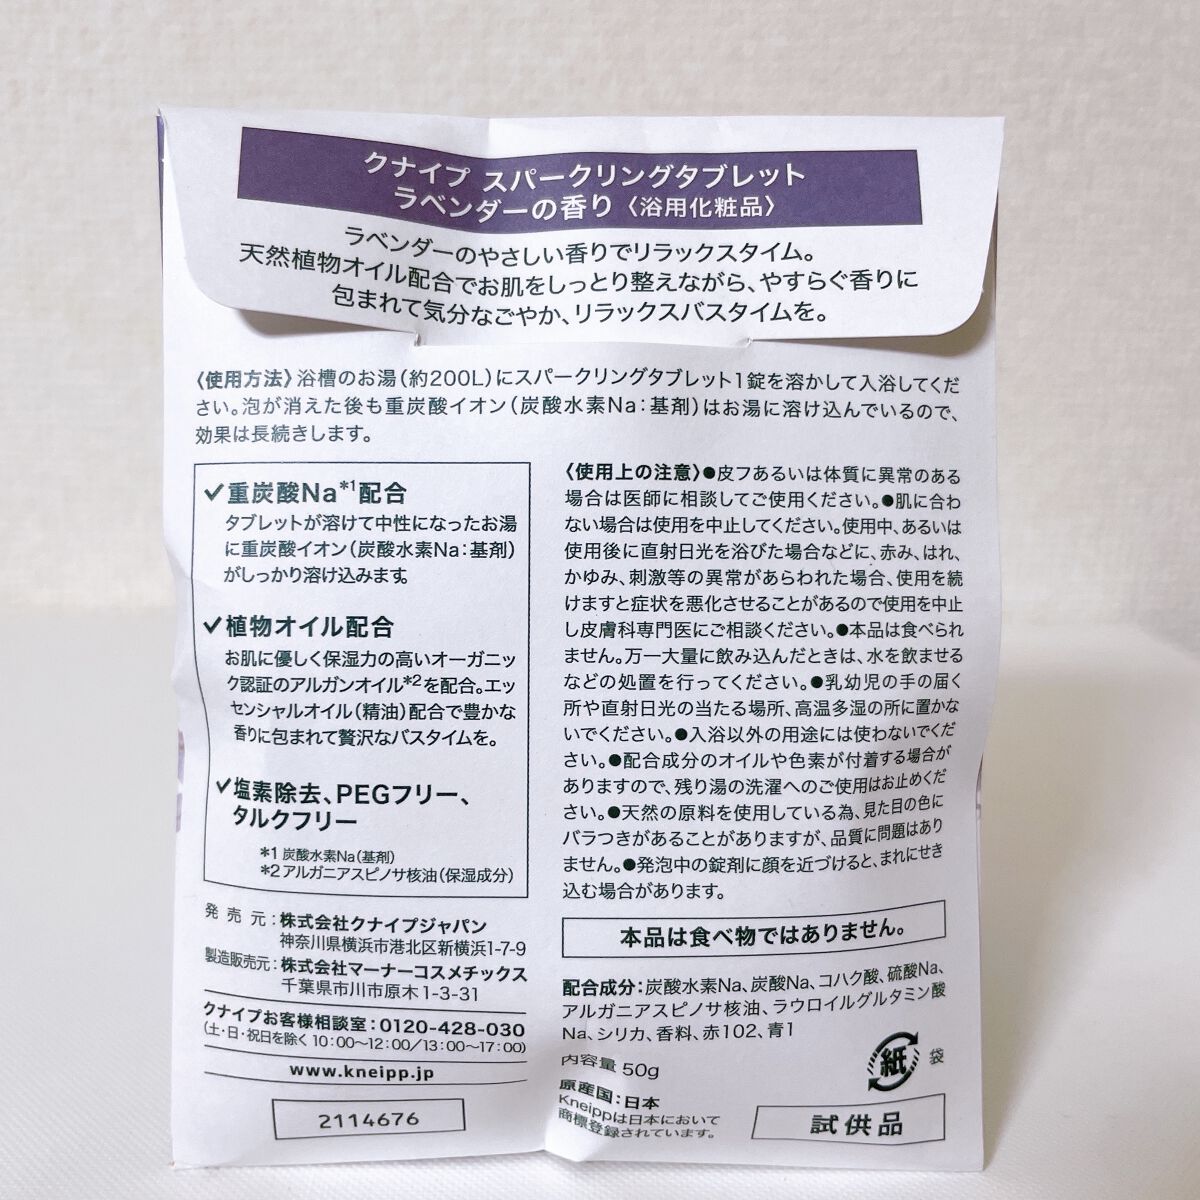 クナイプ スパークリングタブレット
ラベンダーの香り〈浴用化粧品〉
ラベンダーのやさしい香りでリラックスタイム。
天然植物オイル配合でお肌をしっとり整えながら、やすらぐ香りに
包まれて気分なごやか、リラックスバスタイムを。
〈使用方法〉浴槽のお湯(約200L)にスパークリングタブレット1錠を溶かして入浴してくだ
さい。泡が消えた後も重炭酸イオン(炭酸水素Na:基剤)はお湯に溶け込んでいるので、
効果は長続きします。
✓重炭酸Na*1配合
タブレットが溶けて中性になったお湯
に重炭酸イオン(炭酸水素Na:基剤)
がしっかり溶け込みます。
✓植物オイル配合
お肌に優しく保湿力の高いオーガニッ
ク認証のアルガンオイル*2を配合。エッ
センシャルオイル(精油)配合で豊かな
香りに包まれて贅沢なバスタイムを。
✓塩素除去、PEGフリー、
タルクフリー
*1 炭酸水素Na(基剤)
*2 アルガニアスピノサ核油(保湿成分)
発売元:株式会社クナイプジャパン
神奈川県横浜市港北区新横浜1-7-9
製造販売元:株式会社マーナーコスメチックス
千葉県市川市原木1-3-31
クナイプお客様相談室:0120-428-030
(土・日・祝日を除く10:00〜12:00/13:00〜17:00)
www.kneipp.jp
2114676
〈使用上の注意〉●皮フあるいは体質に異常のある
場合は医師に相談してご使用ください。●肌に合わ
ない場合は使用を中止してください。使用中、あるいは
使用後に直射日光を浴びた場合などに、赤み、はれ、
かゆみ、刺激等の異常があらわれた場合、使用を続
けますと症状を悪化させることがあるので使用を中止
し皮膚科専門医にご相談ください。●本品は食べられ
ません。万一大量に飲み込んだときは、水を飲ませる
などの処置を行ってください。●乳幼児の手の届く
所や直射日光の当たる場所、高温多湿の所に置かな
いでください。●入浴以外の用途には使わないでくだ
さい。●配合成分のオイルや色素が付着する場合が
ありますので、残り湯の洗濯へのご使用はお止めくだ
さい。●天然の原料を使用している為、見た目の色に
バラつきがあることがありますが、品質に問題はあり
ません。●発泡中の錠剤に顔を近づけると、まれにせき
込む場合があります。
本品は食べ物ではありません。
配合成分:炭酸水素Na、炭酸Na、コハク酸、硫酸Na、
アルガニアスピノサ核油、ラウロイルグルタミン酸
Na、シリカ、香料、赤102、青1
内容量 50g
紙 袋
原産国:日本
Kneippは日本において
商標登録されています。
試供品